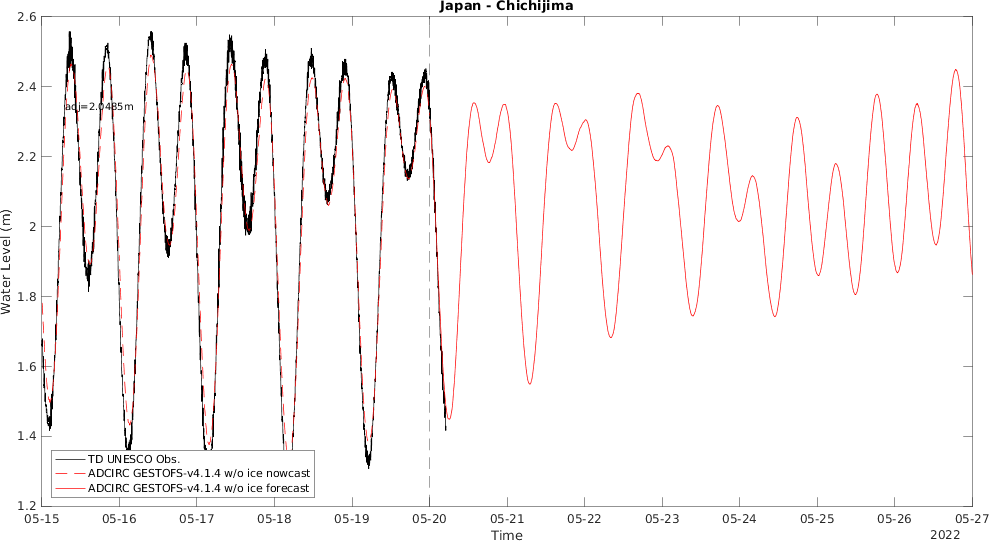 Japan - Chichijima
2.6
2.4
2.2
2
1.8
1.6
1.4
1.2
Water Level (m)
adj=2.0485m
TD UNESCO Obs.
ADCIRC GESTOFS-v4.1.4 w/o ice nowcast
ADCIRC GESTOFS-v4.1.4 w/o ice forecast
05-15 05-16 05-17 05-18 05-19 05-20 05-21 05-22 05-23 05-24 05-25 05-26 05-27
Time
2022